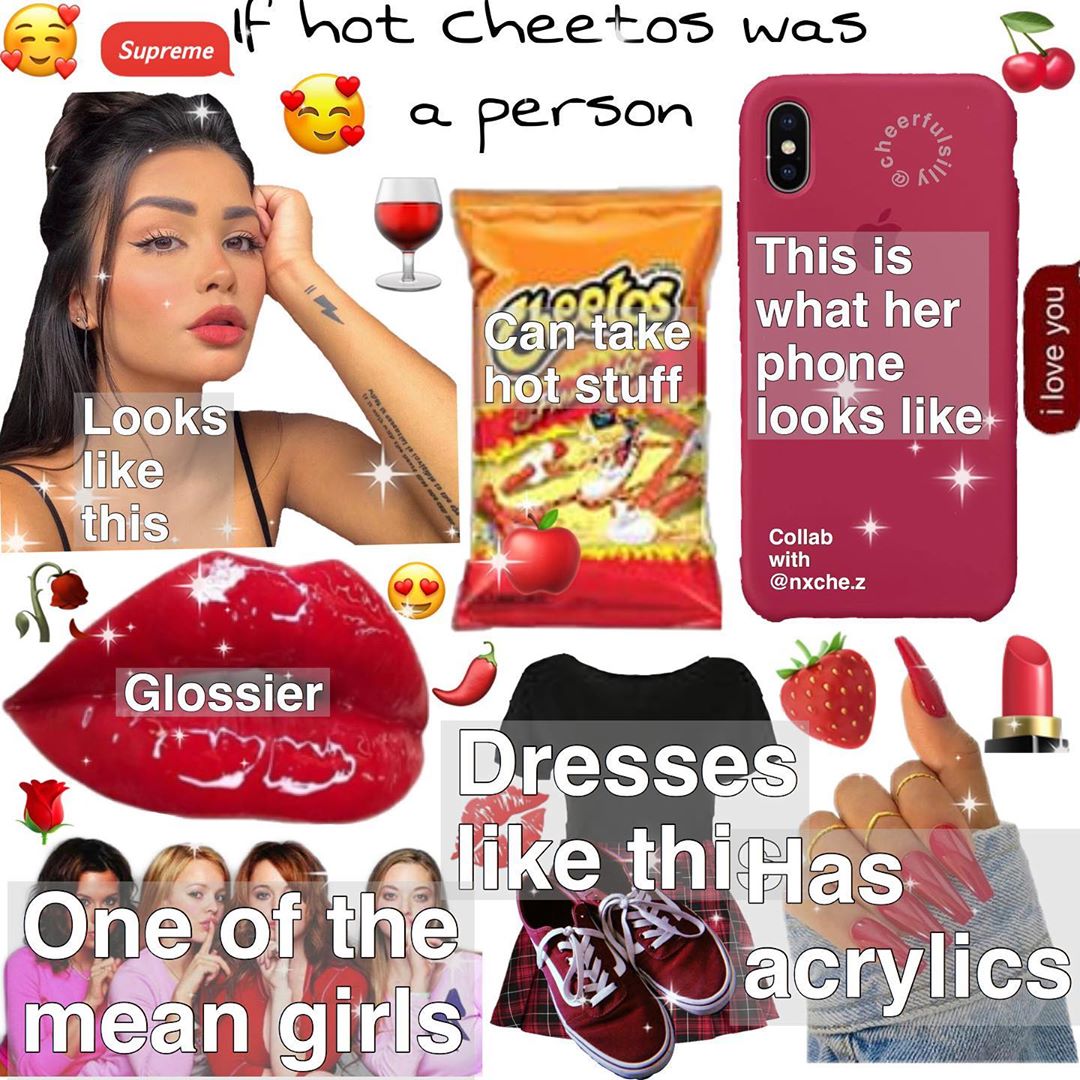 If hot cheetos was
a person
Supreme
@cheerfulsilly
Cheetos
This is
what her
phone
looks like
i love you
Can take
hot stuff
Looks
like
this
Collab
with
@nxche.z
Glossier
Dresses
like this
Has
acrylics
One of the
mean girls